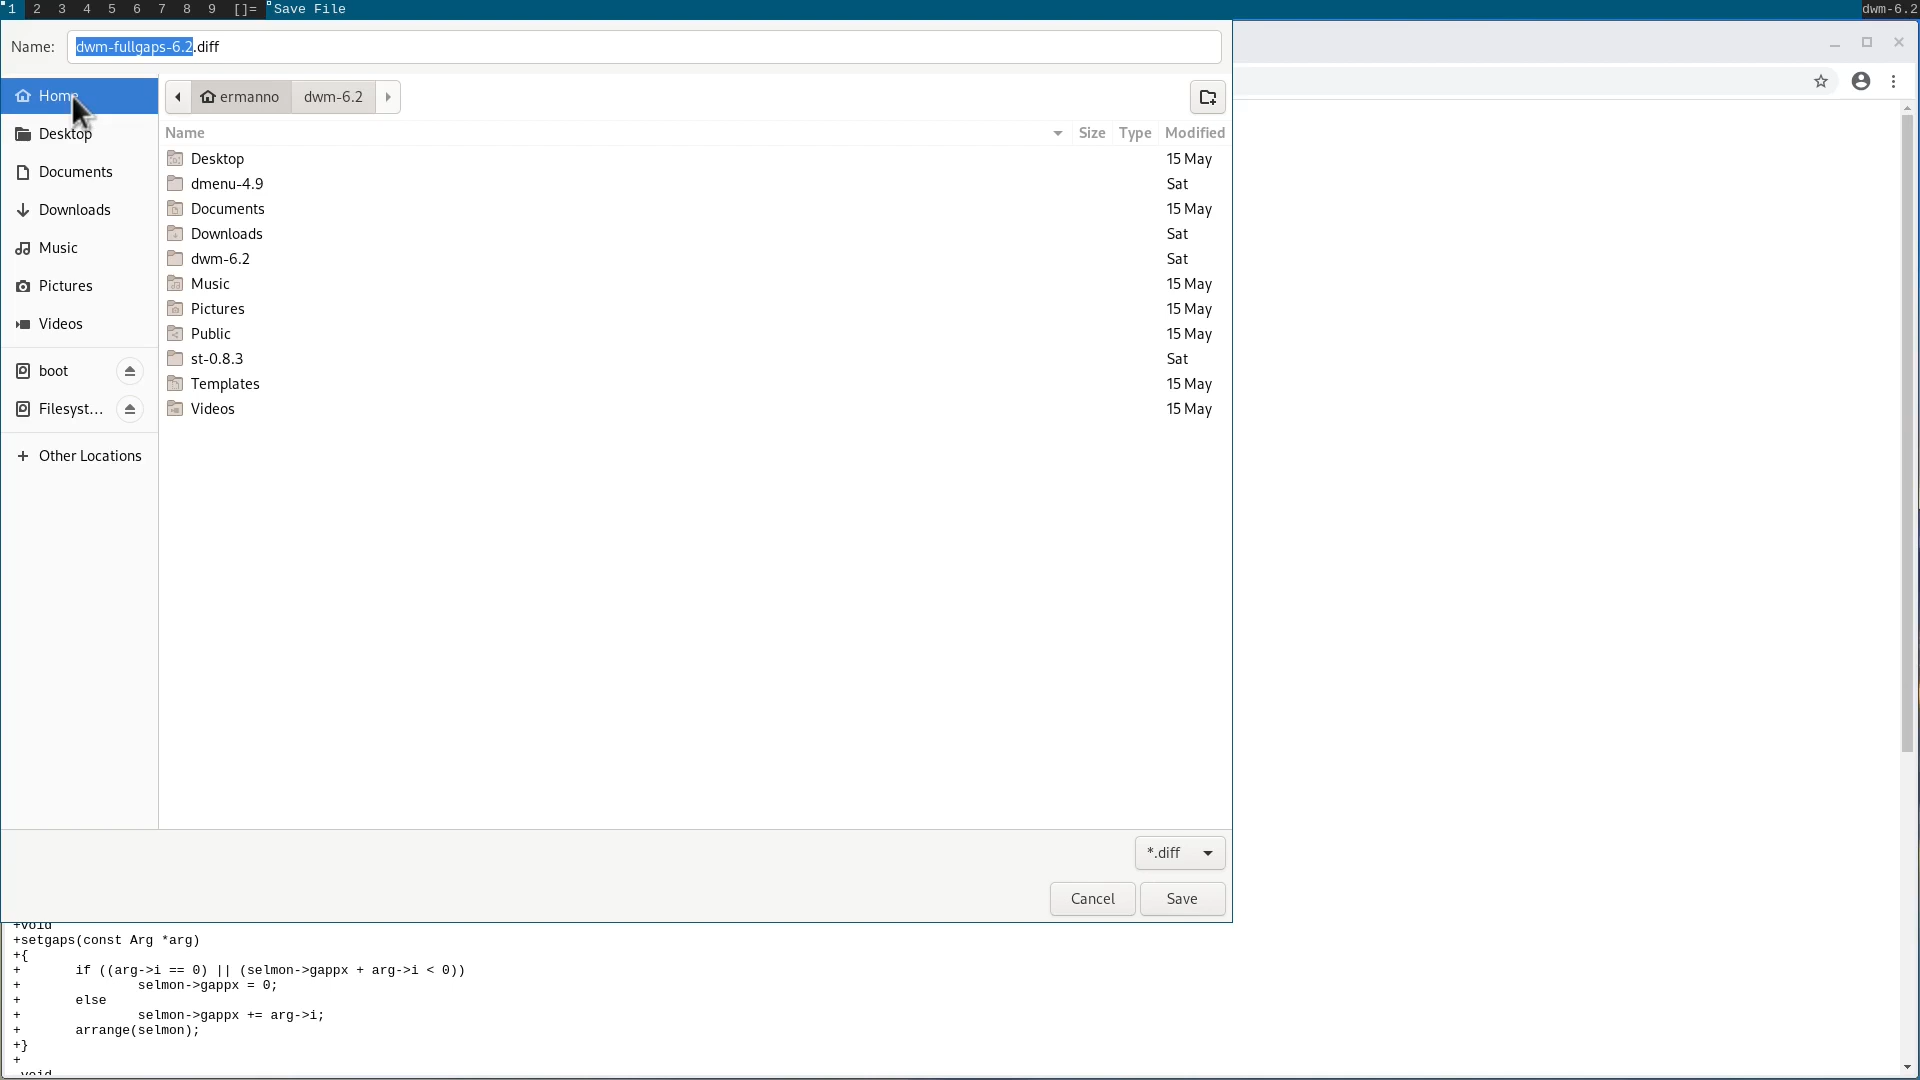 1 2 3 4 5 6 7 8 9 []= Save File dwm-6.2
Name: dwm-fullgaps-6.2.diff
Home
Desktop
Documents
Downloads
Music
Pictures
Videos
boot
Filesyst...
+ Other Locations
ermanno dwm-6.2
Name Size Type Modified
Desktop 15 May
dmenu-4.9 Sat
Documents 15 May
Downloads Sat
dwm-6.2 Sat
Music 15 May
Pictures 15 May
Public 15 May
st-0.8.3 Sat
Templates 15 May
Videos 15 May
*.diff
Cancel Save
+void
+setgaps(const Arg *arg)
+{
+       if ((arg->i == 0) || (selmon->gappx + arg->i < 0))
+               selmon->gappx = 0;
+       else
+               selmon->gappx += arg->i;
+       arrange(selmon);
+}
+
 void